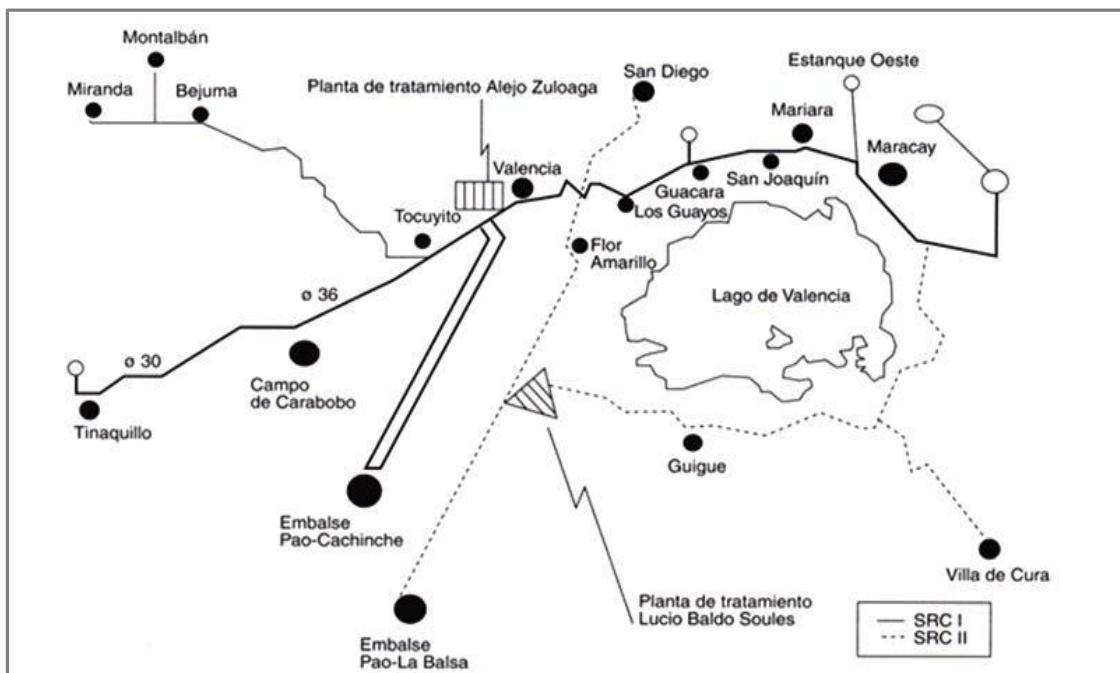 Montalbán
Miranda
Bejuma
Planta de tratamiento Alejo Zuloaga
San Diego
Estanque Oeste
Mariara
Maracay
Valencia
Guacara
San Joaquín
Los Guayos
Tocuyito
Flor
Amarillo
Lago de Valencia
ø 36
ø 30
Campo
de Carabobo
Tinaquillo
Guigue
Embalse
Pao-Cachinche
Villa de Cura
Planta de tratamiento
Lucio Baldo Soules
Embalse
Pao-La Balsa
SRC I
SRC II